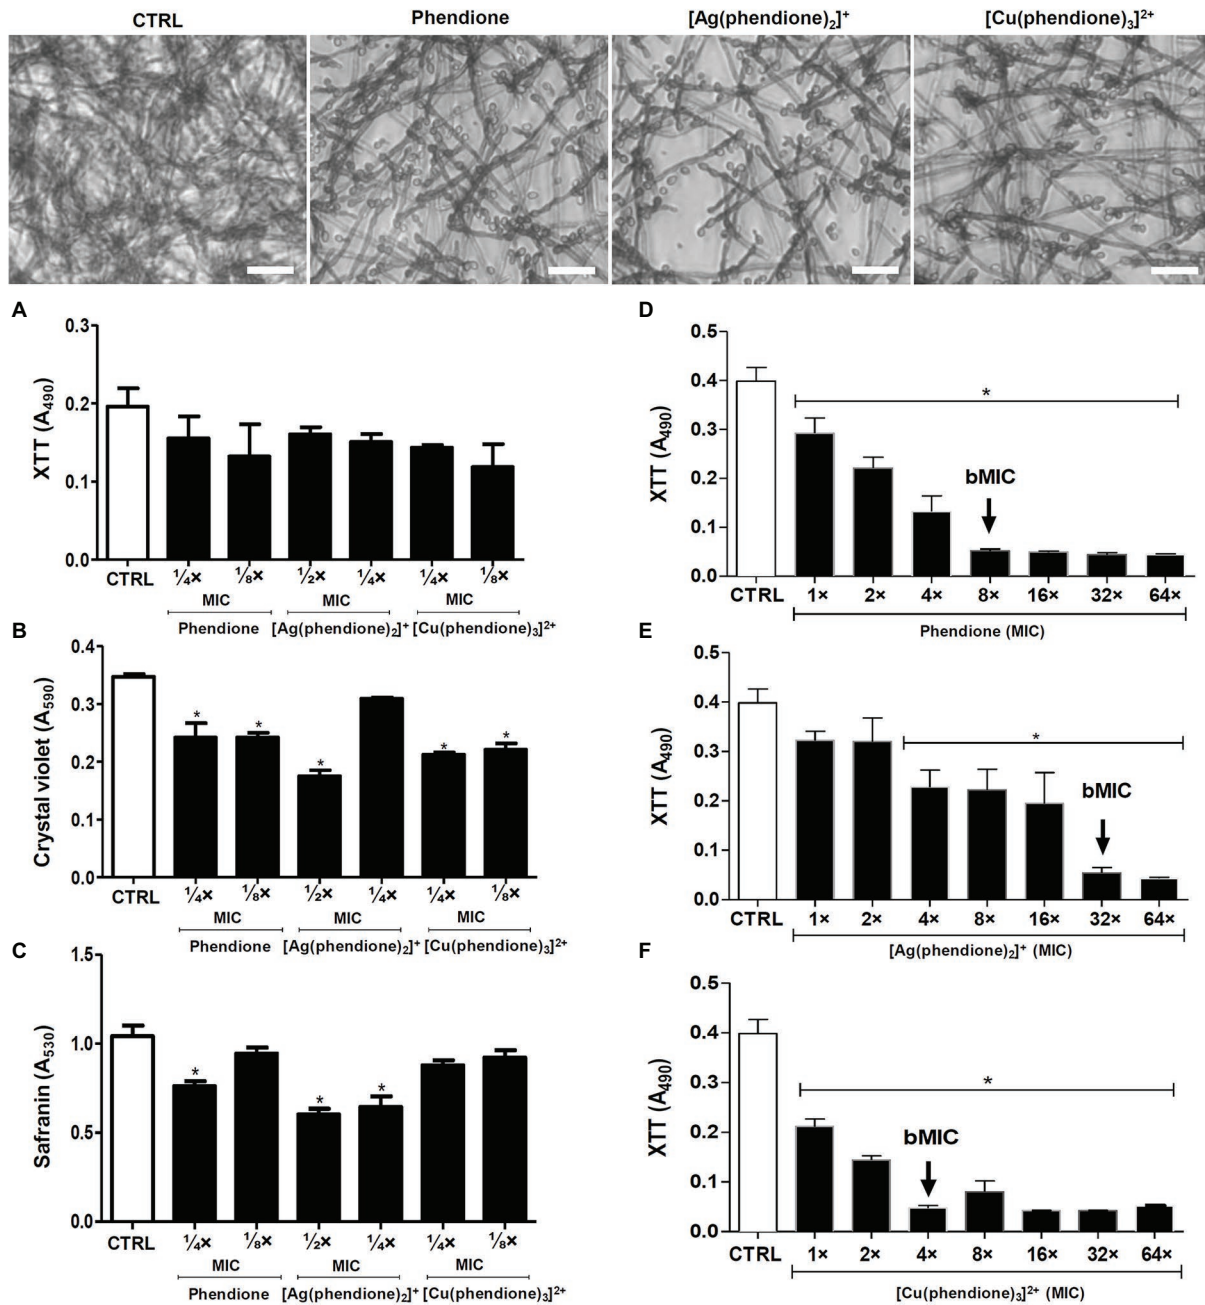 CTRL Phendione [Ag(phendione)₂]⁺ [Cu(phendione)₃]²⁺
A
XTT (A₄₉₀)
0.3
0.2
0.1
0.0
CTRL ¼× ⅛× ½× ¼× ¼× ⅛×
MIC MIC MIC
Phendione [Ag(phendione)₂]⁺ [Cu(phendione)₃]²⁺
B
Crystal violet (A₅₉₀)
0.4
0.3
0.2
0.1
0.0
* * * * *
CTRL ¼× ⅛× ½× ¼× ¼× ⅛×
MIC MIC MIC
Phendione [Ag(phendione)₂]⁺ [Cu(phendione)₃]²⁺
C
Safranin (A₅₃₀)
1.5
1.0
0.5
0.0
* * *
CTRL ¼× ⅛× ½× ¼× ¼× ⅛×
MIC MIC MIC
Phendione [Ag(phendione)₂]⁺ [Cu(phendione)₃]²⁺
D
XTT (A₄₉₀)
0.5
0.4
0.3
0.2
0.1
0.0
*
bMIC
CTRL 1× 2× 4× 8× 16× 32× 64×
Phendione (MIC)
E
XTT (A₄₉₀)
0.5
0.4
0.3
0.2
0.1
0.0
*
bMIC
CTRL 1× 2× 4× 8× 16× 32× 64×
[Ag(phendione)₂]⁺ (MIC)
F
XTT (A₄₉₀)
0.5
0.4
0.3
0.2
0.1
0.0
*
bMIC
CTRL 1× 2× 4× 8× 16× 32× 64×
[Cu(phendione)₃]²⁺ (MIC)